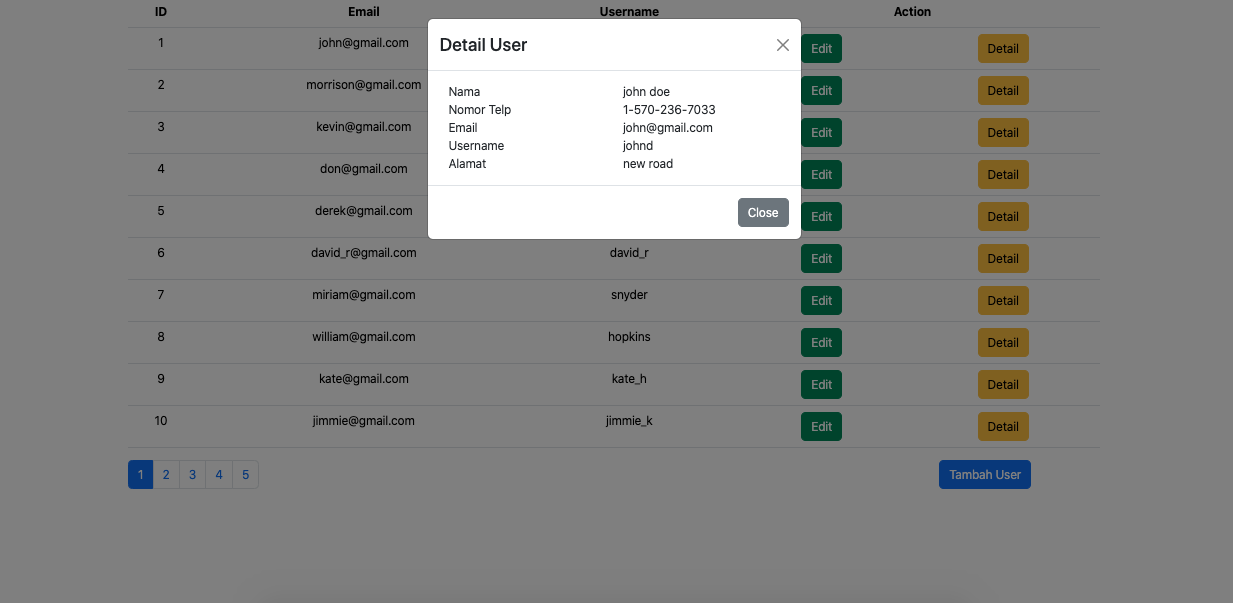 ID Email Username Action
Detail User
1 john@gmail.com Edit Detail
2 morrison@gmail.com Edit Detail
3 kevin@gmail.com Edit Detail
4 don@gmail.com Edit Detail
5 derek@gmail.com Edit Detail
Nama john doe
Nomor Telp 1-570-236-7033
Email john@gmail.com
Username johnd
Alamat new road
Close
6 david_r@gmail.com david_r Edit Detail
7 miriam@gmail.com snyder Edit Detail
8 william@gmail.com hopkins Edit Detail
9 kate@gmail.com kate_h Edit Detail
10 jimmie@gmail.com jimmie_k Edit Detail
1 2 3 4 5 Tambah User